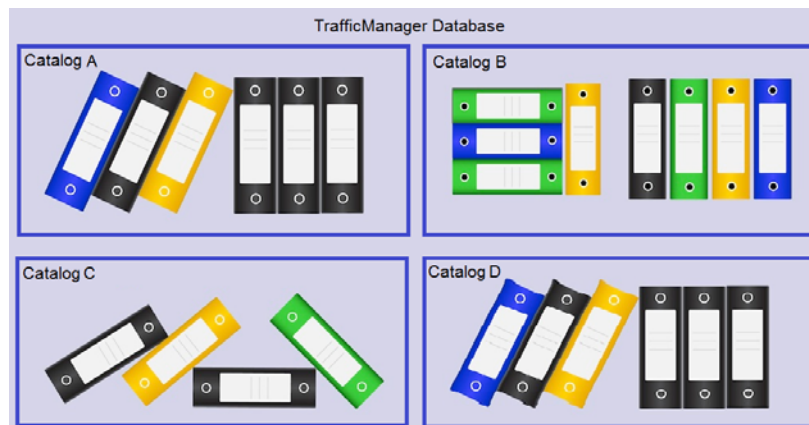 TrafficManager Database
Catalog A
Catalog B
Catalog C
Catalog D